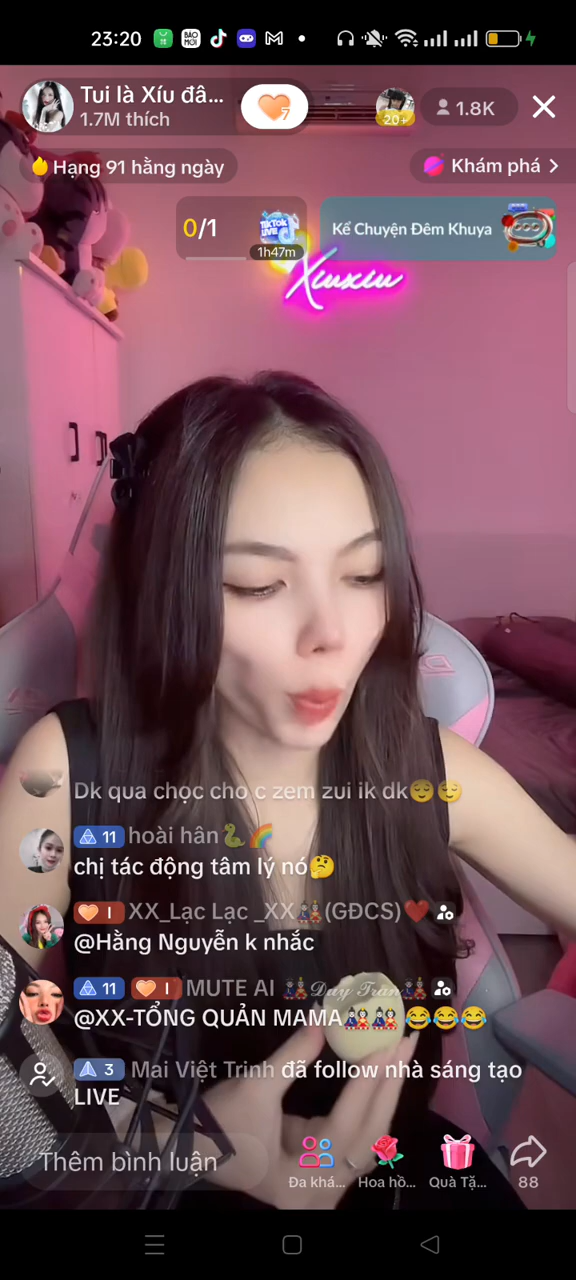 23:20
BÁO MỚI
Tui là Xíu đâ...
1.7M thích
7
20+
1.8K
Hạng 91 hằng ngày
Khám phá
0/1
TIKTOK LIVE
1h47m
Kể Chuyện Đêm Khuya
Xiuxiu
Dk qua chọc cho c zem zui ik dk😌😌
11 hoài hân🐍🌈
chị tác động tâm lý nó🤔
I XX_Lạc Lạc _XX🎎(GĐCS)❤️
@Hằng Nguyễn k nhắc
11 I MUTE AI 🎎𝒟𝓊𝓎 𝒯𝓇𝒶𝓃🎎
@XX-TỔNG QUẢN MAMA🎎🎎 😂😂😂
3 Mai Việt Trinh đã follow nhà sáng tạo
LIVE
Thêm bình luận
Đa khá...
Hoa hồ...
Quà Tặ...
88